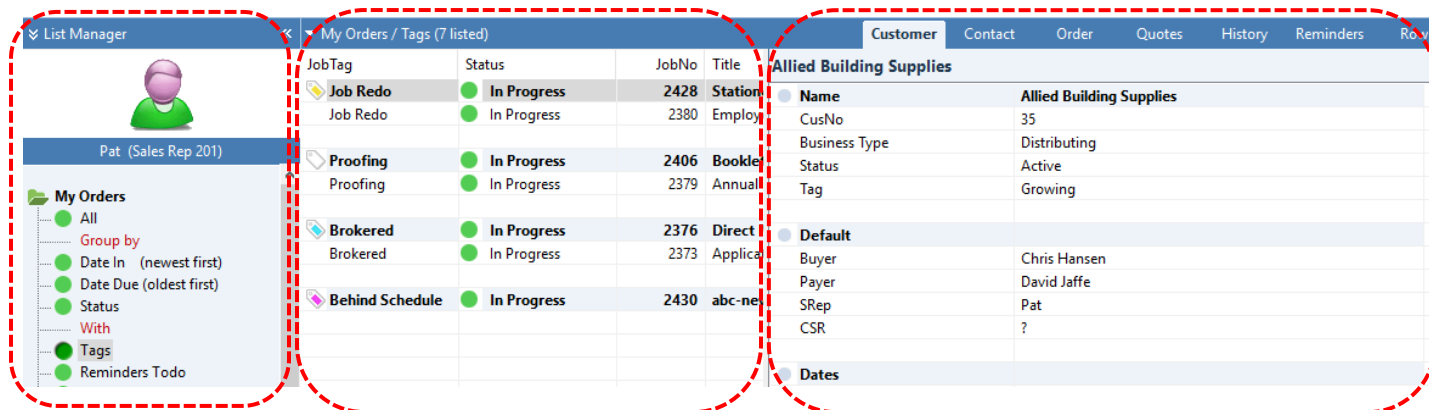 List Manager
Pat (Sales Rep 201)
My Orders
All
Group by
Date In (newest first)
Date Due (oldest first)
Status
With
Tags
Reminders Todo
My Orders / Tags (7 listed)
JobTag Status JobNo Title
Job Redo In Progress 2428 Station
Job Redo In Progress 2380 Employ
Proofing In Progress 2406 Bookle
Proofing In Progress 2379 Annual
Brokered In Progress 2376 Direct
Brokered In Progress 2373 Applica
Behind Schedule In Progress 2430 abc-ne
Customer Contact Order Quotes History Reminders
Allied Building Supplies
Name Allied Building Supplies
CusNo 35
Business Type Distributing
Status Active
Tag Growing
Default
Buyer Chris Hansen
Payer David Jaffe
SRep Pat
CSR ?
Dates